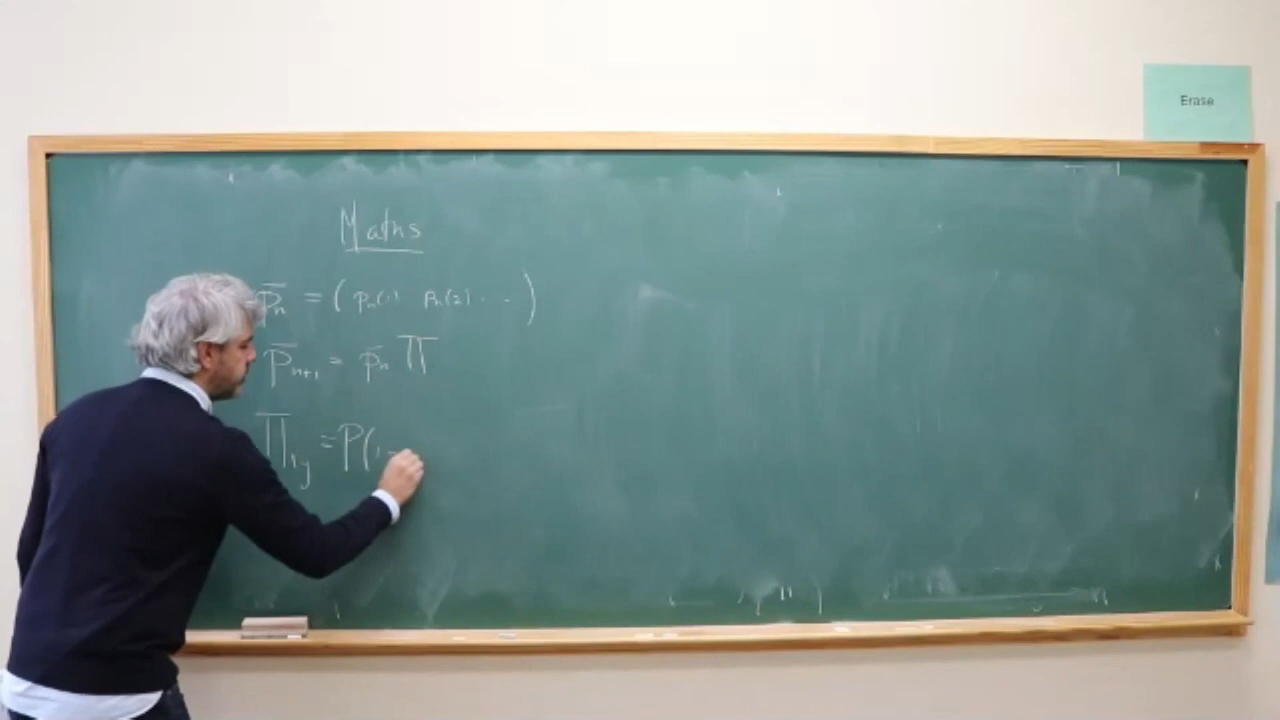 Erase
Maths
p̄ₙ = ( pₙ(1) pₙ(2) ... )
p̄ₙ₊₁ = p̄ₙ Π
Πᵢⱼ = P(i